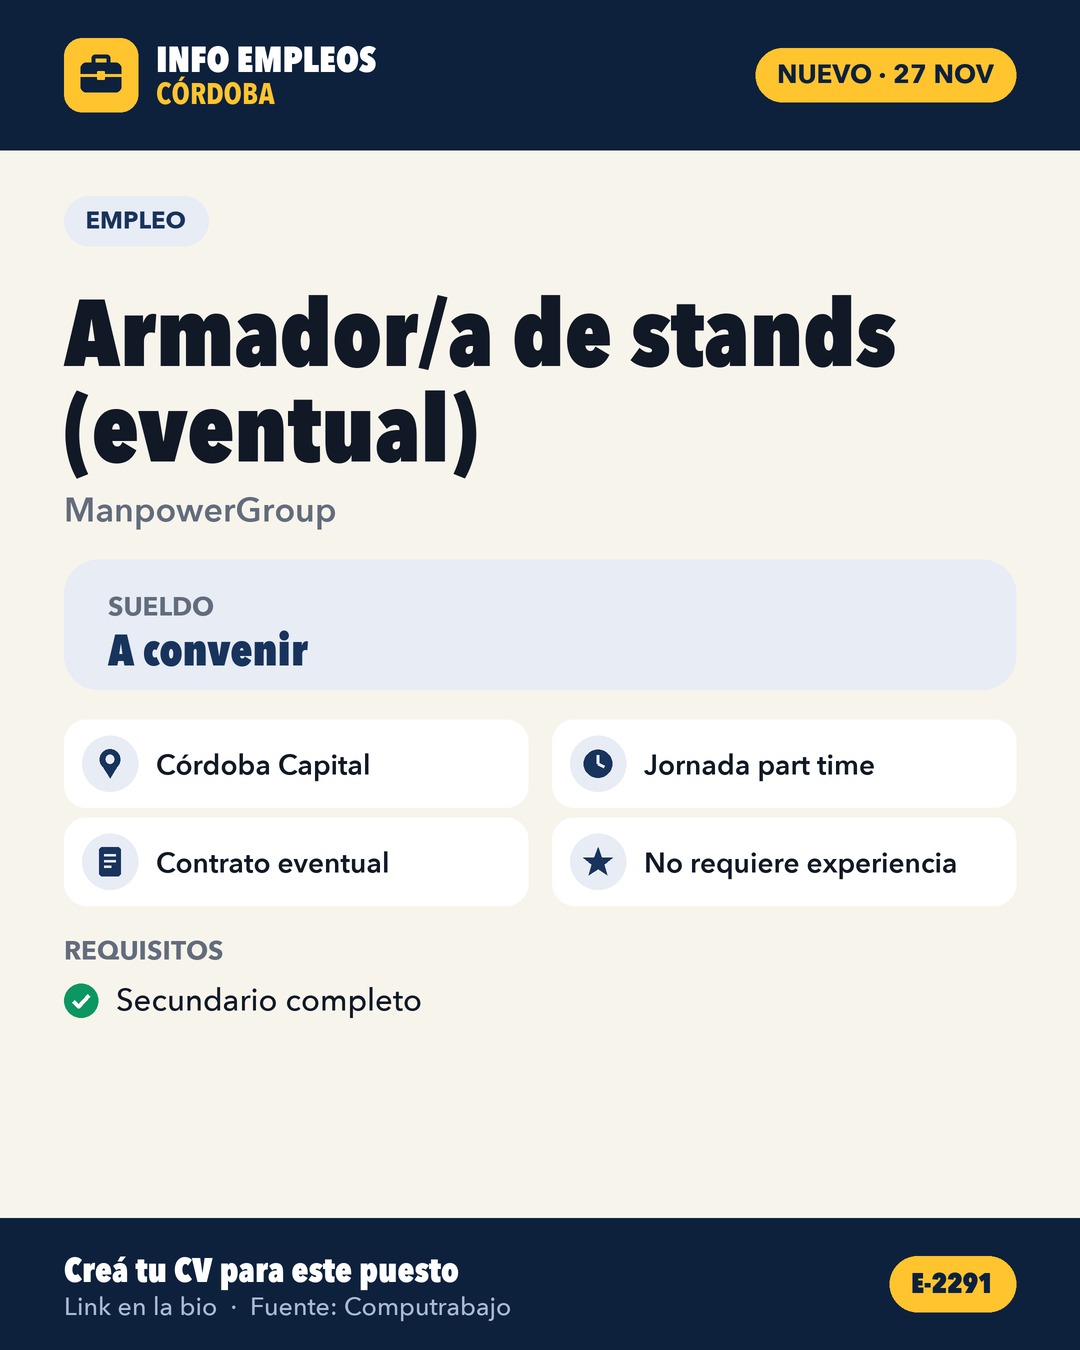 INFO EMPLEOS
CÓRDOBA
NUEVO · 27 NOV
EMPLEO
Armador/a de stands
(eventual)
ManpowerGroup
SUELDO
A convenir
Córdoba Capital
Jornada part time
Contrato eventual
No requiere experiencia
REQUISITOS
Secundario completo
Creá tu CV para este puesto
Link en la bio · Fuente: Computrabajo
E-2291